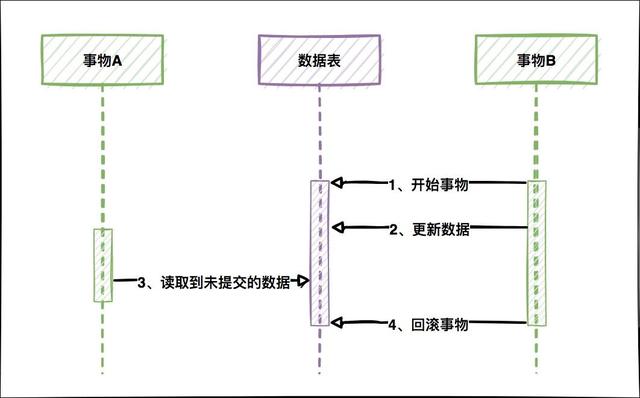 事物A
数据表
事物B
1、开始事物
2、更新数据
3、读取到未提交的数据
4、回滚事物